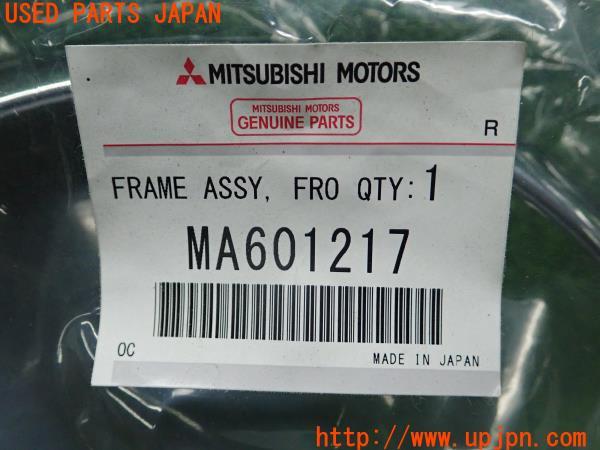 USED PARTS JAPAN
MITSUBISHI MOTORS
MITSUBISHI MOTORS
GENUINE PARTS
R
FRAME ASSY, FRO QTY:1
MA601217
OC
MADE IN JAPAN
http://www.upjpn.com